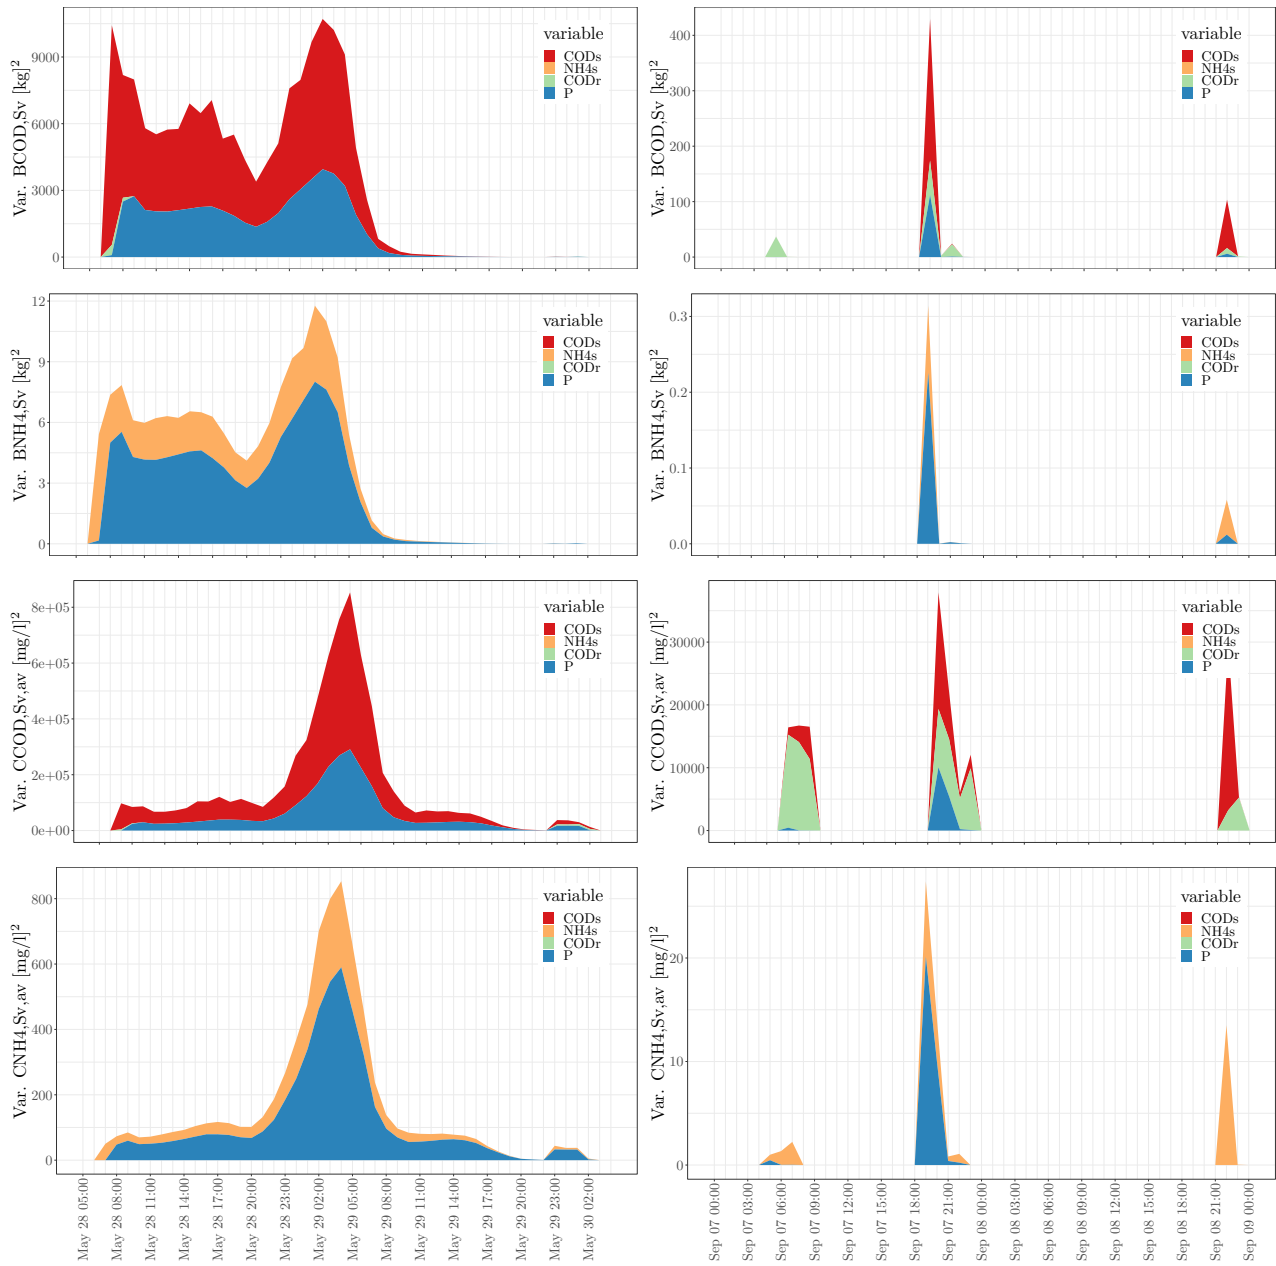 Var. BCOD,Sv [kg]²
9000
6000
3000
0
variable
CODs
NH4s
CODr
P
Var. BCOD,Sv [kg]²
400
300
200
100
0
variable
CODs
NH4s
CODr
P
Var. BNH4,Sv [kg]²
12
9
6
3
0
variable
CODs
NH4s
CODr
P
Var. BNH4,Sv [kg]²
0.3
0.2
0.1
0.0
variable
CODs
NH4s
CODr
P
Var. CCOD,Sv,av [mg/l]²
8e+05
6e+05
4e+05
2e+05
0e+00
variable
CODs
NH4s
CODr
P
Var. CCOD,Sv,av [mg/l]²
30000
20000
10000
0
variable
CODs
NH4s
CODr
P
Var. CNH4,Sv,av [mg/l]²
800
600
400
200
0
variable
CODs
NH4s
CODr
P
May 28 05:00
May 28 08:00
May 28 11:00
May 28 14:00
May 28 17:00
May 28 20:00
May 28 23:00
May 29 02:00
May 29 05:00
May 29 08:00
May 29 11:00
May 29 14:00
May 29 17:00
May 29 20:00
May 29 23:00
May 30 02:00
Var. CNH4,Sv,av [mg/l]²
20
10
0
variable
CODs
NH4s
CODr
P
Sep 07 00:00
Sep 07 03:00
Sep 07 06:00
Sep 07 09:00
Sep 07 12:00
Sep 07 15:00
Sep 07 18:00
Sep 07 21:00
Sep 08 00:00
Sep 08 03:00
Sep 08 06:00
Sep 08 09:00
Sep 08 12:00
Sep 08 15:00
Sep 08 18:00
Sep 08 21:00
Sep 09 00:00